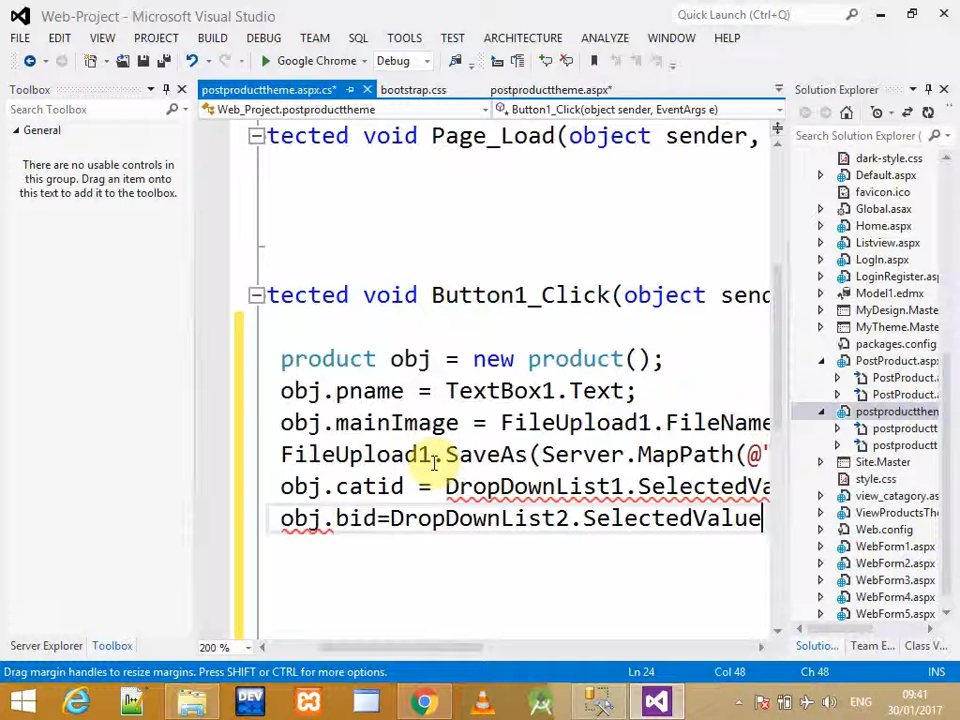 Web-Project - Microsoft Visual Studio
Quick Launch (Ctrl+Q)
FILE EDIT VIEW PROJECT BUILD DEBUG TEAM SQL TOOLS TEST ARCHITECTURE ANALYZE WINDOW HELP
Google Chrome Debug
Toolbox
Search Toolbox
General
There are no usable controls in
this group. Drag an item onto
this text to add it to the toolbox.
postproducttheme.aspx.cs* bootstrap.css postproducttheme.aspx*
Web_Project.postproducttheme Button1_Click(object sender, EventArgs e)
tected void Page_Load(object sender,
tected void Button1_Click(object send
product obj = new product();
obj.pname = TextBox1.Text;
obj.mainImage = FileUpload1.FileName
FileUpload1.SaveAs(Server.MapPath(@"
obj.catid = DropDownList1.SelectedVa
obj.bid=DropDownList2.SelectedValue
200 %
Solution Explorer
Search Solution Explorer (
dark-style.css
Default.aspx
favicon.ico
Global.asax
Home.aspx
Listview.aspx
LogIn.aspx
LoginRegister.asp
Model1.edmx
MyDesign.Master
MyTheme.Master
packages.config
PostProduct.aspx
PostProduct.a
PostProduct.a
postproducttheme
postproductt
postproductt
Site.Master
style.css
view_catagory.as
ViewProductsThe
Web.config
WebForm1.aspx
WebForm2.aspx
WebForm3.aspx
WebForm4.aspx
WebForm5.aspx
Server Explorer Toolbox
Solutio... Team E... Class V...
Drag margin handles to resize margins. Press SHIFT or CTRL for more options.
Ln 24 Col 48 Ch 48 INS
DEV
ENG
09:41
30/01/2017